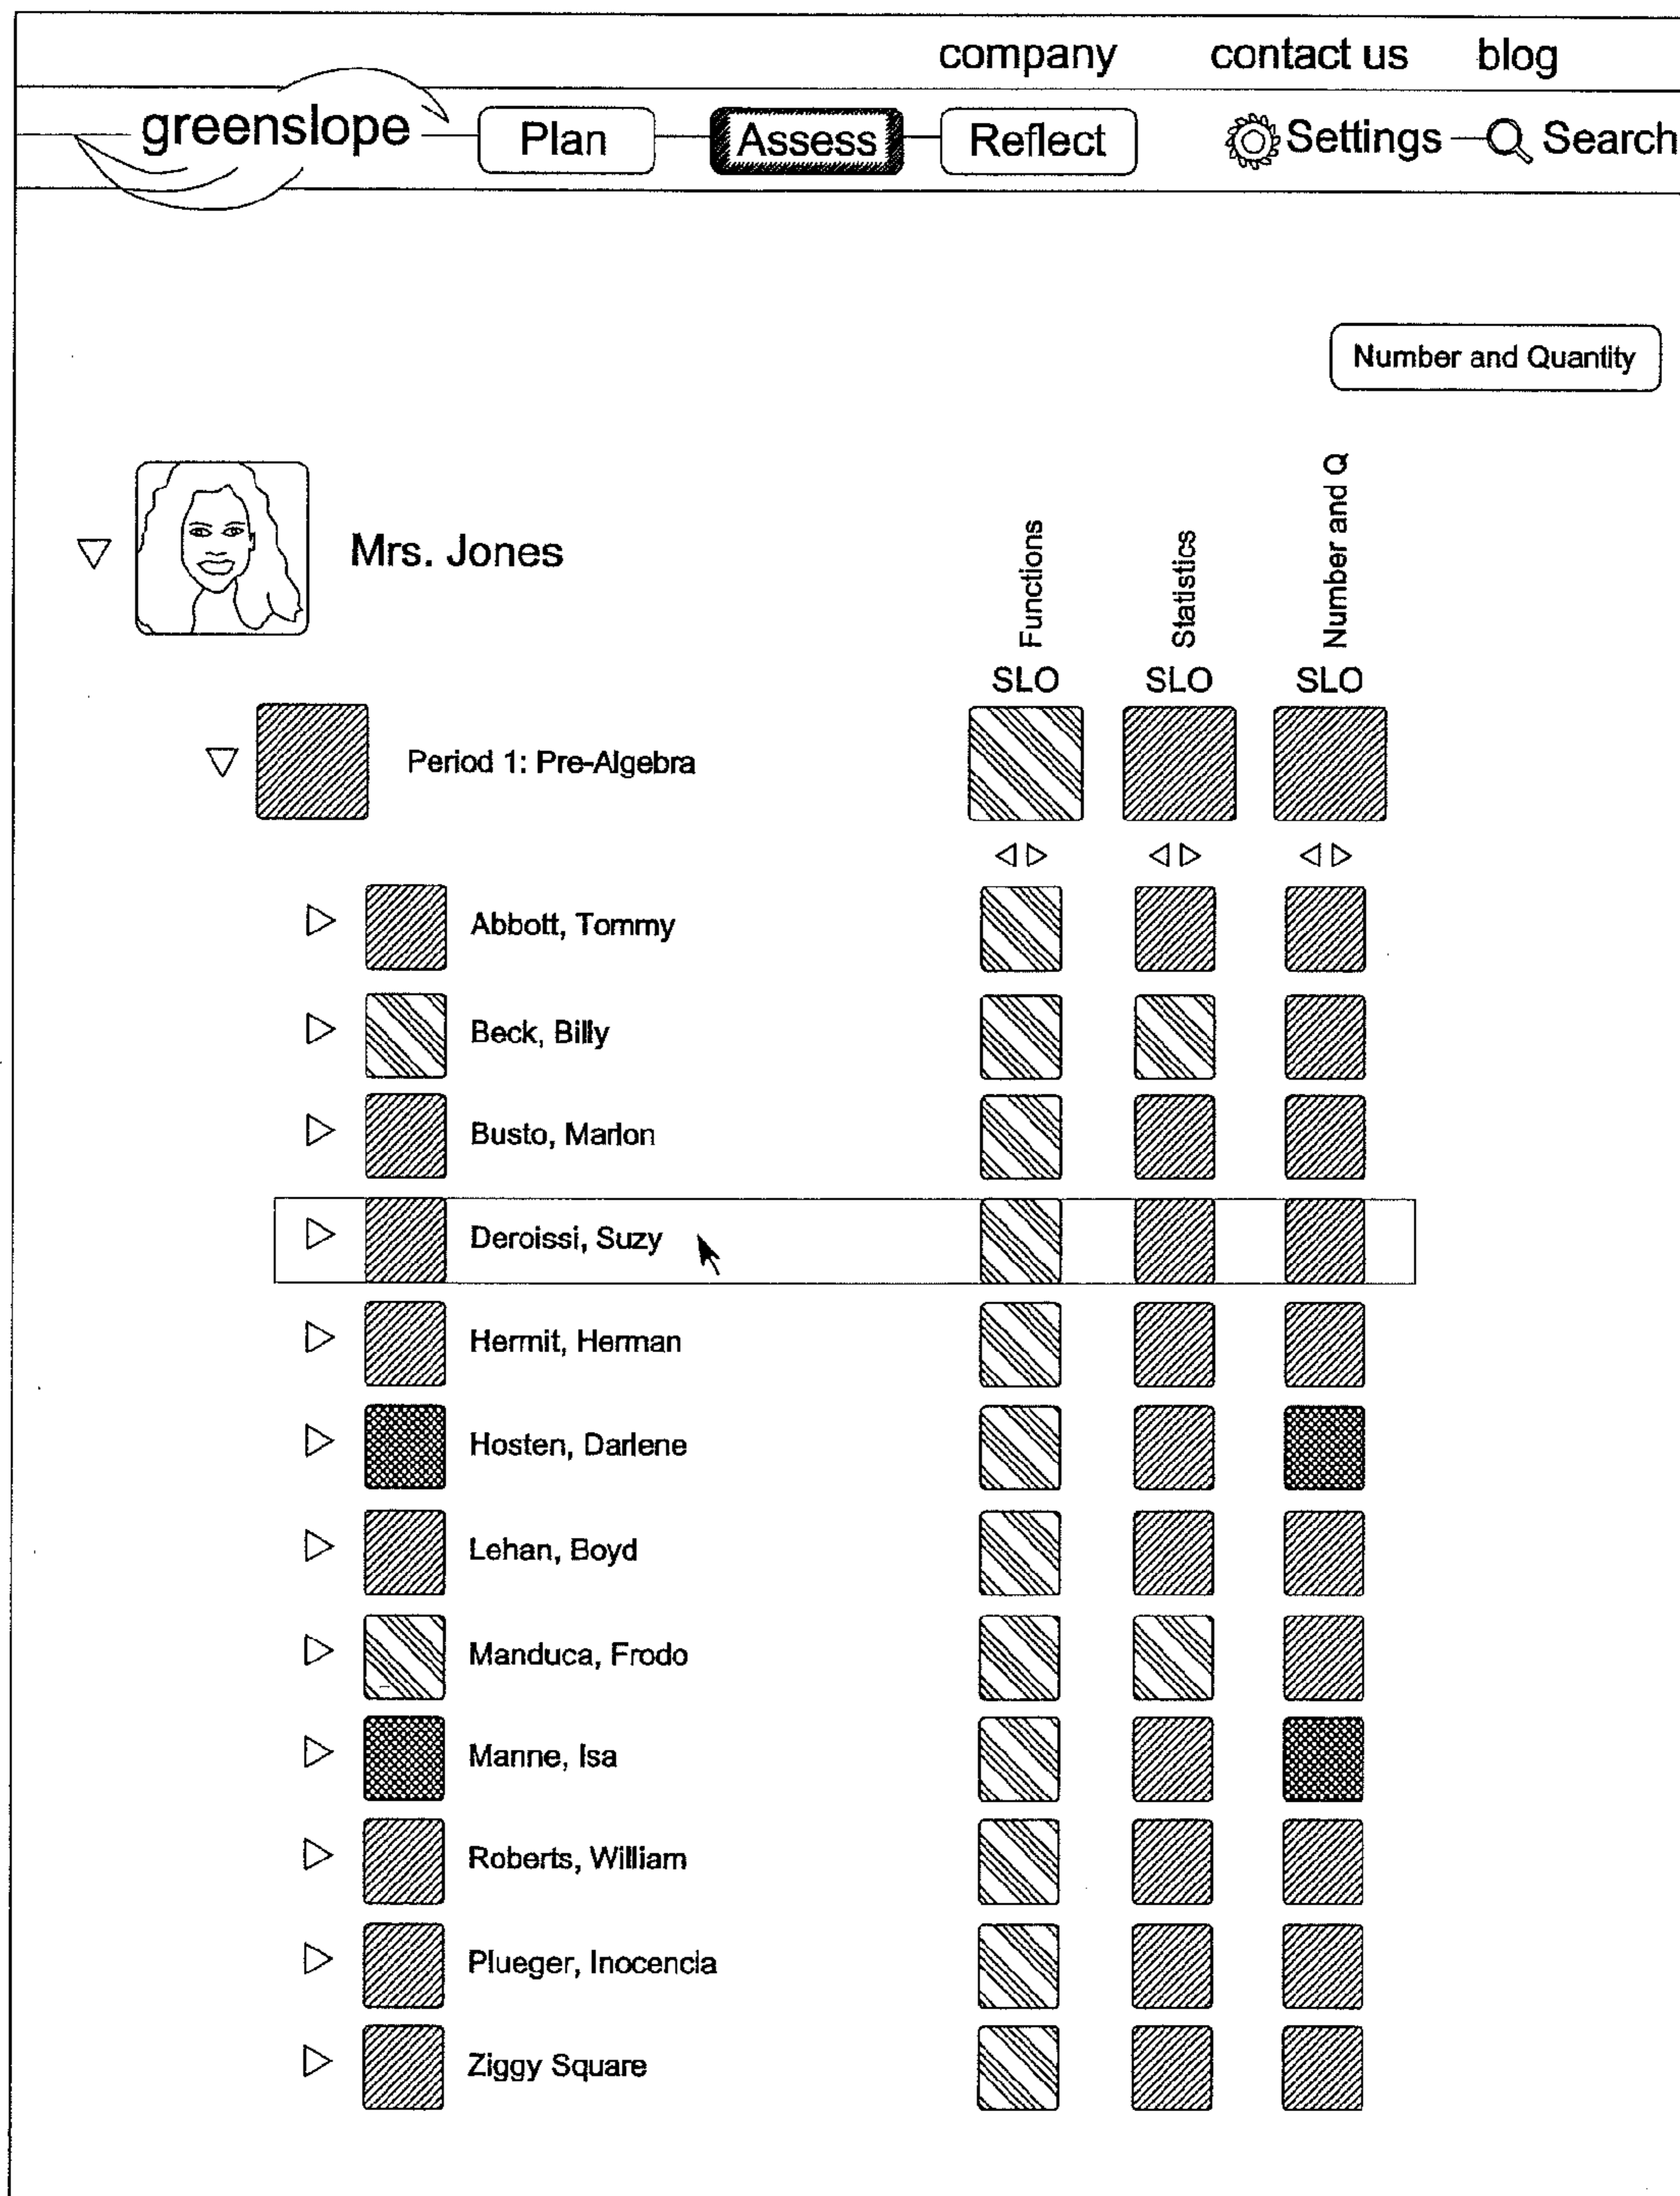 company contact us blog
greenslope Plan Assess Reflect Settings Search
Number and Quantity
Mrs. Jones
Functions
Statistics
Number and Q
SLO SLO SLO
Period 1: Pre-Algebra
Abbott, Tommy
Beck, Billy
Busto, Marlon
Deroissi, Suzy
Hermit, Herman
Hosten, Darlene
Lehan, Boyd
Manduca, Frodo
Manne, Isa
Roberts, William
Plueger, Inocencia
Ziggy Square